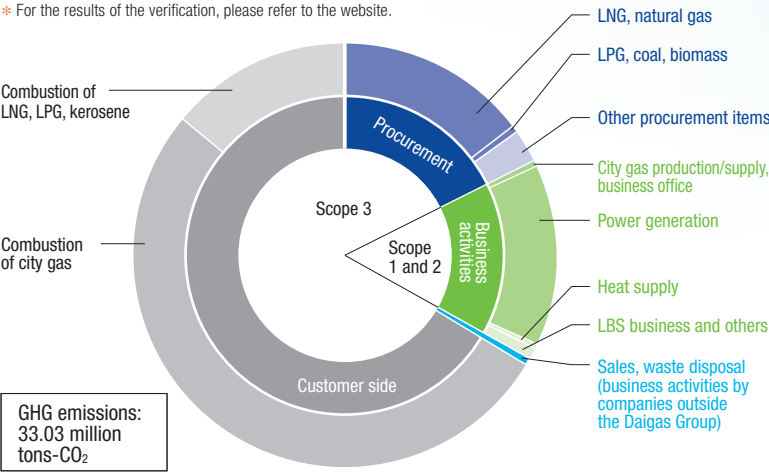 * For the results of the verification, please refer to the website.
LNG, natural gas
LPG, coal, biomass
Other procurement items
City gas production/supply,
business office
Power generation
Heat supply
LBS business and others
Sales, waste disposal
(business activities by
companies outside
the Daigas Group)
Combustion of
LNG, LPG, kerosene
Combustion
of city gas
Procurement
Business
activities
Scope 3
Scope
1 and 2
Customer side
GHG emissions:
33.03 million
tons-CO₂